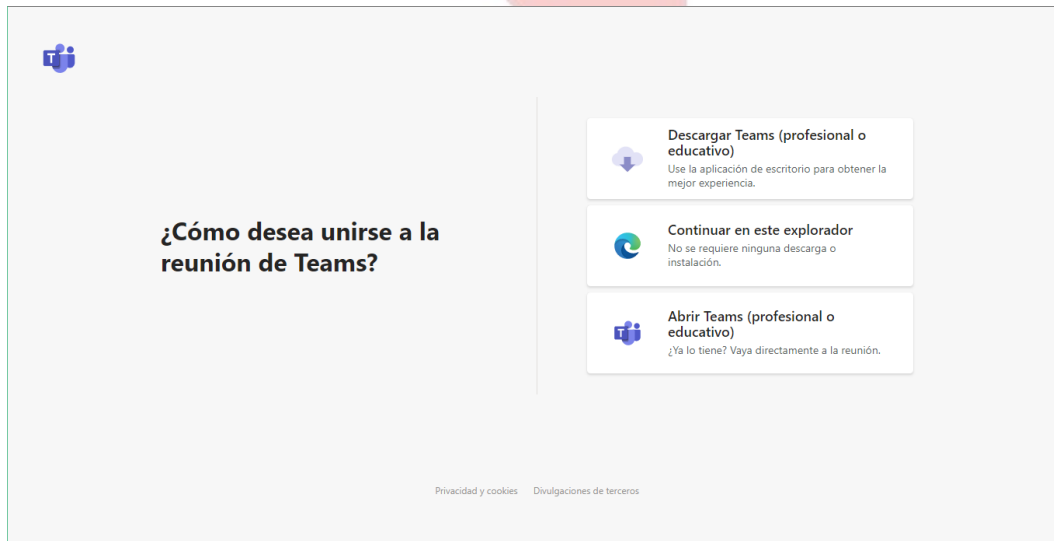 ¿Cómo desea unirse a la
reunión de Teams?
Descargar Teams (profesional o
educativo)
Use la aplicación de escritorio para obtener la
mejor experiencia.
Continuar en este explorador
No se requiere ninguna descarga o
instalación.
Abrir Teams (profesional o
educativo)
¿Ya lo tiene? Vaya directamente a la reunión.
Privacidad y cookies Divulgaciones de terceros